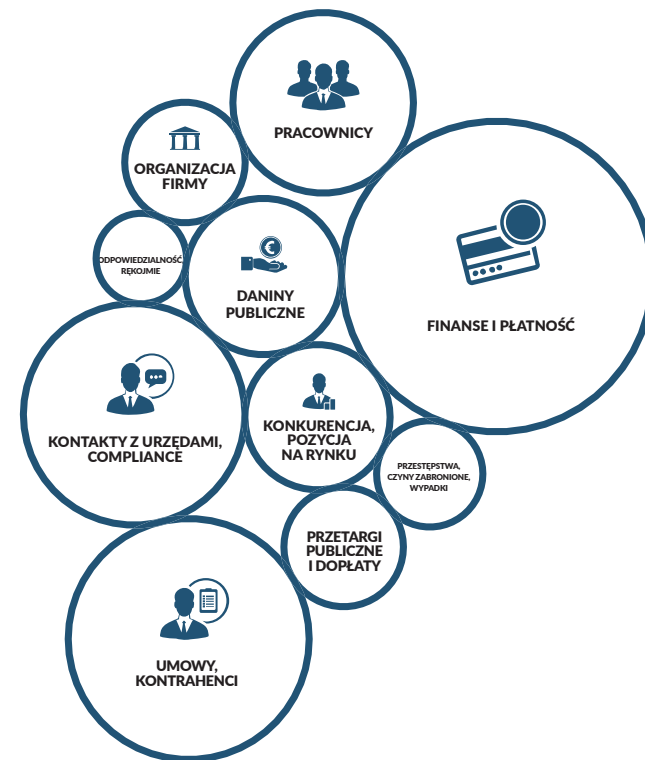 PRACOWNICY
ORGANIZACJA
FIRMY
ODPOWIEDZIALNOŚĆ,
RĘKOJMIE
DANINY
PUBLICZNE
FINANSE I PŁATNOŚĆ
KONTAKTY Z URZĘDAMI,
COMPLIANCE
KONKURENCJA,
POZYCJA
NA RYNKU
PRZESTĘPSTWA,
CZYNY ZABRONIONE,
WYPADKI
PRZETARGI
PUBLICZNE
I DOPŁATY
UMOWY,
KONTRAHENCI